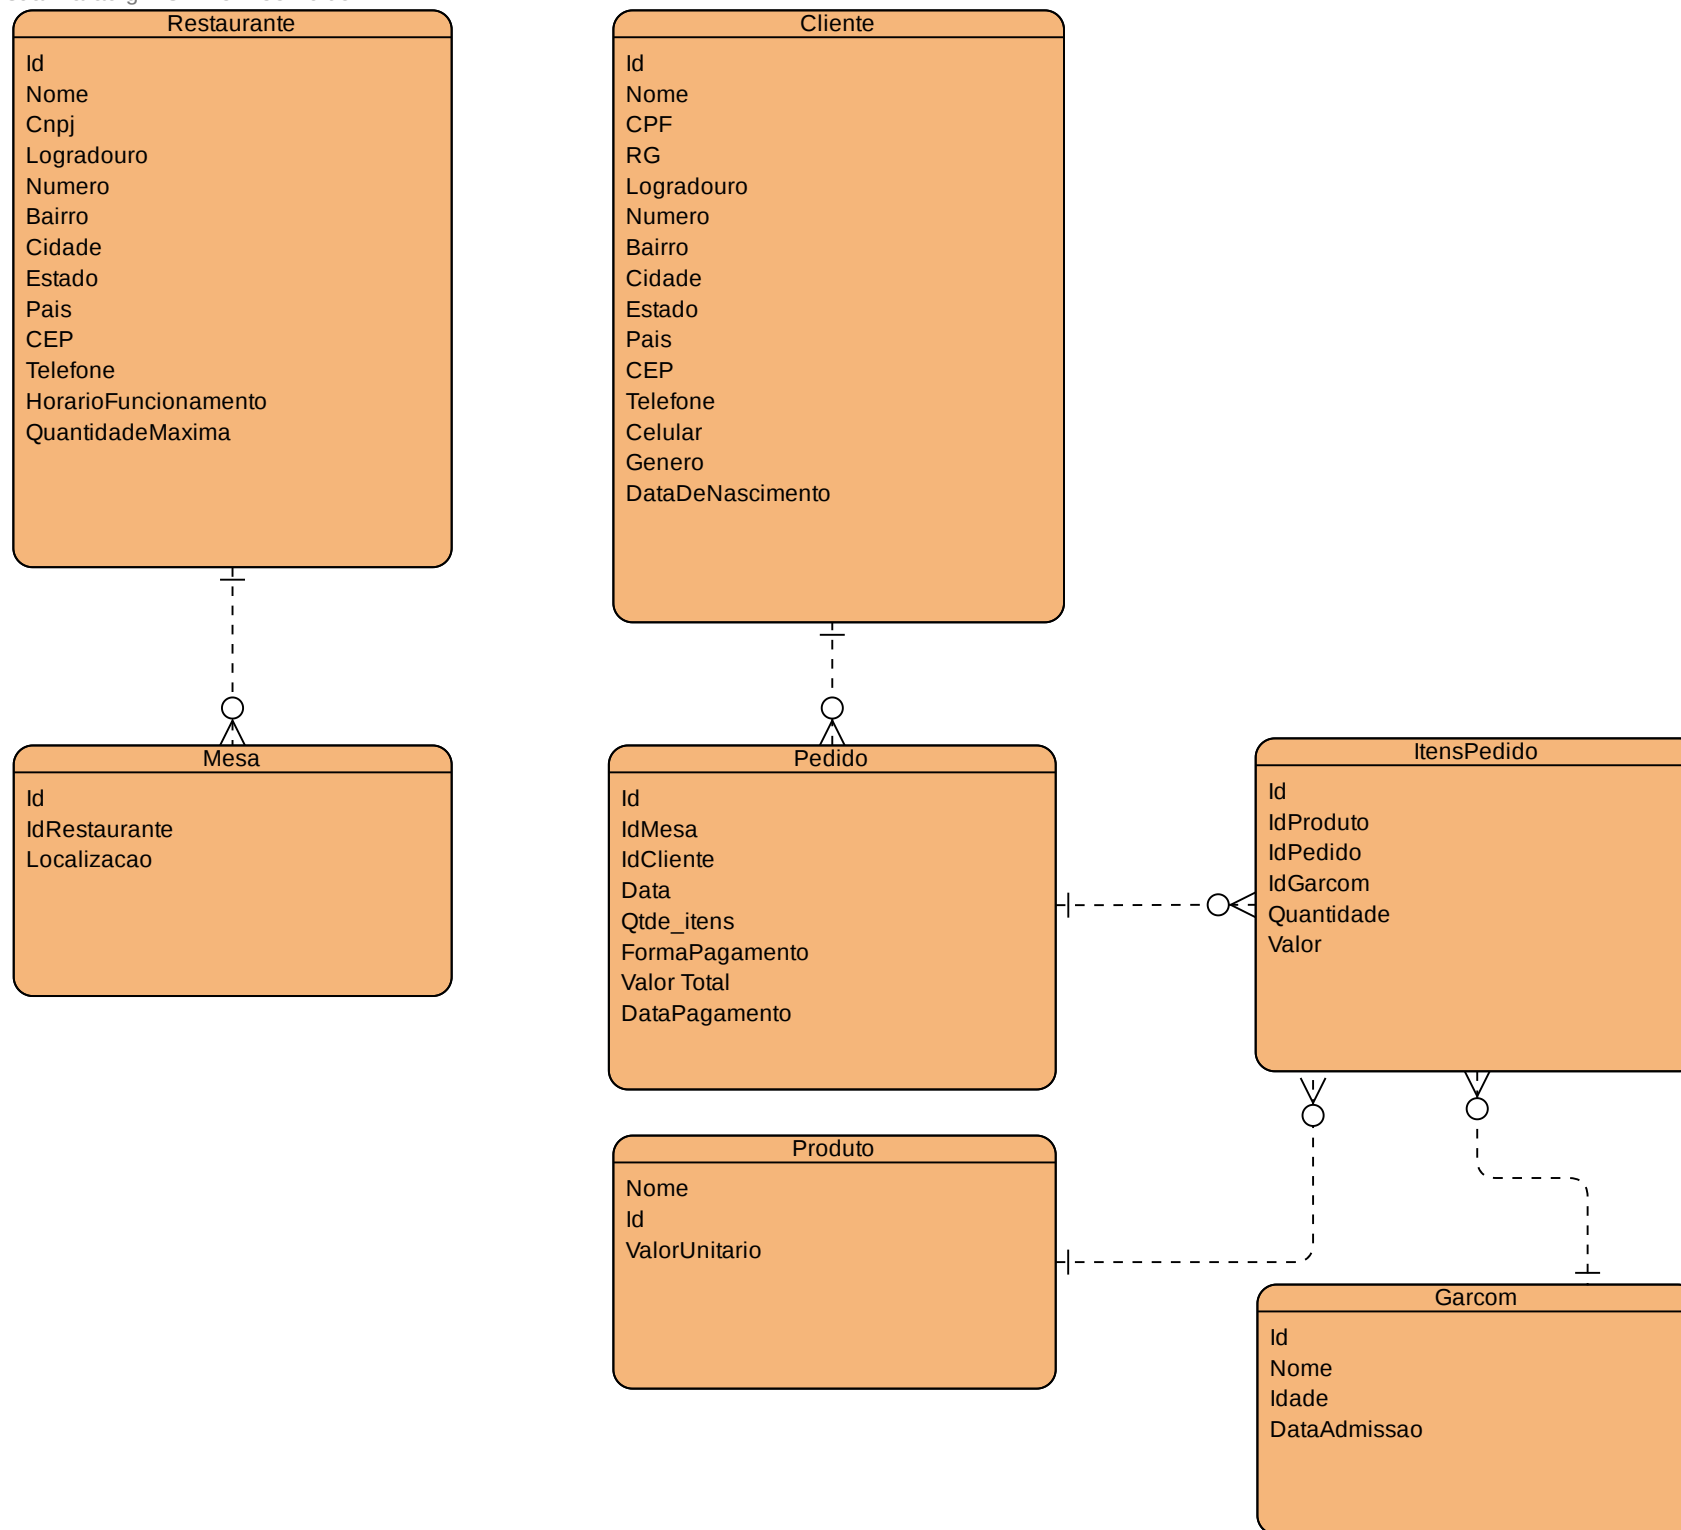 Restaurante
Id
Nome
Cnpj
Logradouro
Numero
Bairro
Cidade
Estado
Pais
CEP
Telefone
HorarioFuncionamento
QuantidadeMaxima
Cliente
Id
Nome
CPF
RG
Logradouro
Numero
Bairro
Cidade
Estado
Pais
CEP
Telefone
Celular
Genero
DataDeNascimento
Mesa
Id
IdRestaurante
Localizacao
Pedido
Id
IdMesa
IdCliente
Data
Qtde_itens
FormaPagamento
Valor Total
DataPagamento
ItensPedido
Id
IdProduto
IdPedido
IdGarcom
Quantidade
Valor
Produto
Nome
Id
ValorUnitario
Garcom
Id
Nome
Idade
DataAdmissao